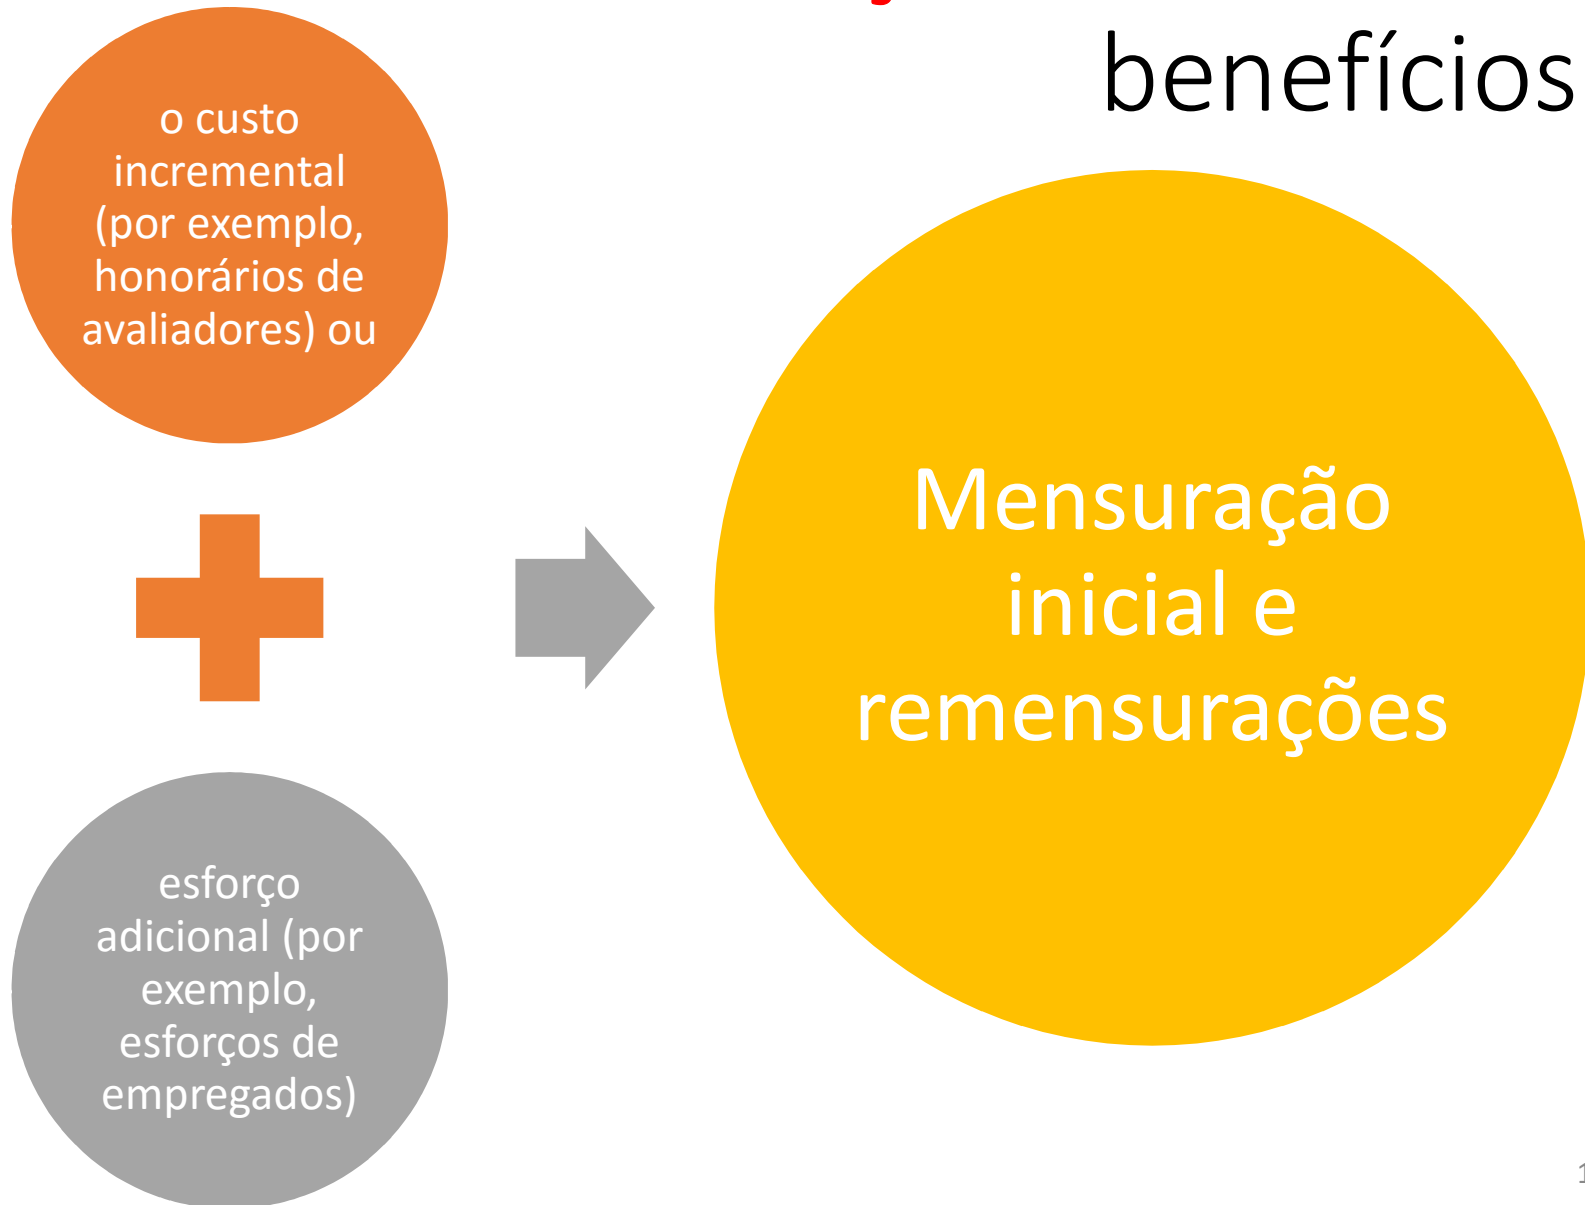 benefícios
o custo
incremental
(por exemplo,
honorários de
avaliadores) ou
esforço
adicional (por
exemplo,
esforços de
empregados)
Mensuração
inicial e
remensurações